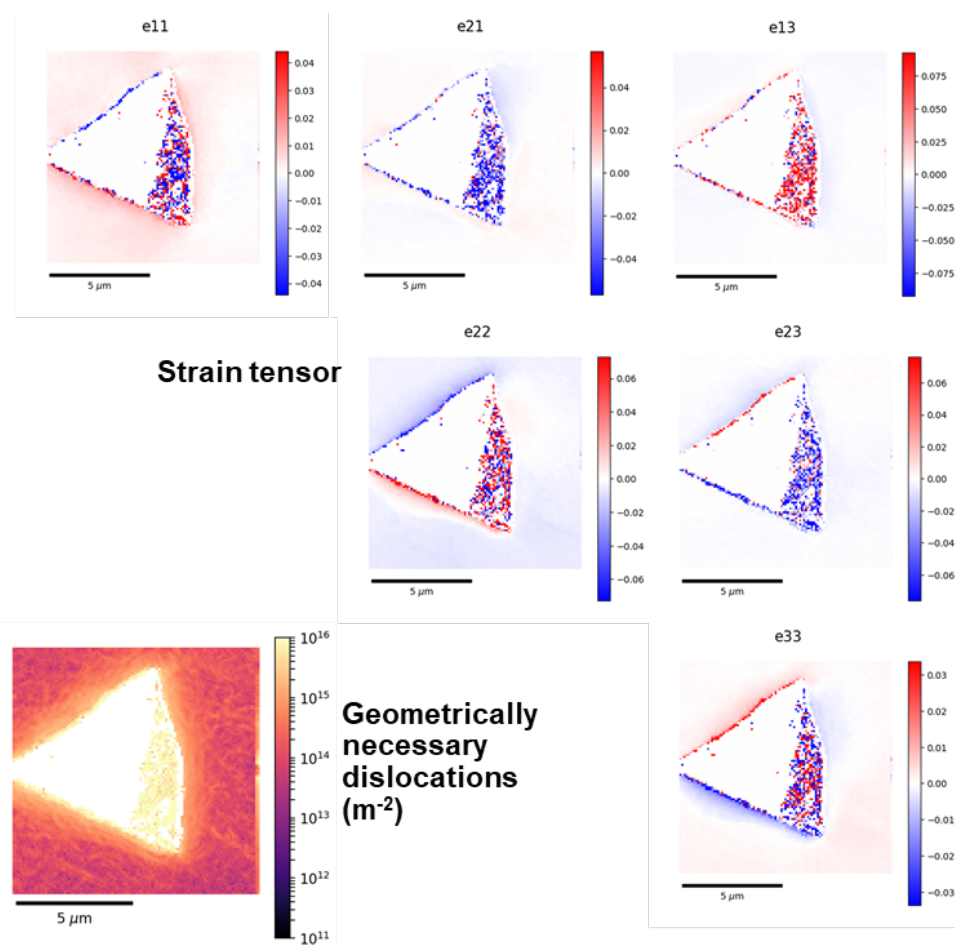 e11
0.04
0.03
0.02
0.01
0.00
−0.01
−0.02
−0.03
−0.04
5 μm
e21
0.04
0.02
0.00
−0.02
−0.04
5 μm
e13
0.075
0.050
0.025
0.000
−0.025
−0.050
−0.075
5 μm
Strain tensor
e22
0.06
0.04
0.02
0.00
−0.02
−0.04
−0.06
5 μm
e23
0.06
0.04
0.02
0.00
−0.02
−0.04
−0.06
5 μm
10¹⁶
10¹⁵
10¹⁴
10¹³
10¹²
10¹¹
5 μm
Geometrically
necessary
dislocations
(m⁻²)
e33
0.03
0.02
0.01
0.00
−0.01
−0.02
−0.03
5 μm